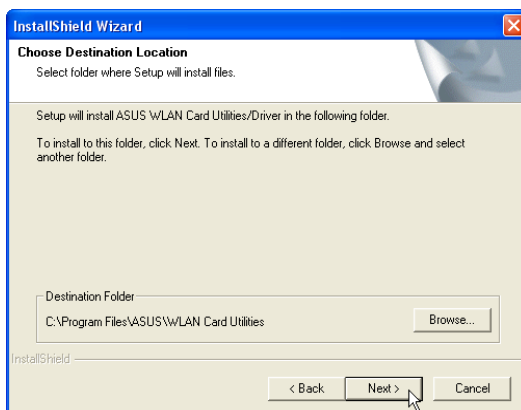 InstallShield Wizard
Choose Destination Location
Select folder where Setup will install files.
Setup will install ASUS WLAN Card Utilities/Driver in the following folder.
To install to this folder, click Next. To install to a different folder, click Browse and select
another folder.
Destination Folder
C:\Program Files\ASUS\WLAN Card Utilities
Browse...
InstallShield
< Back
Next >
Cancel